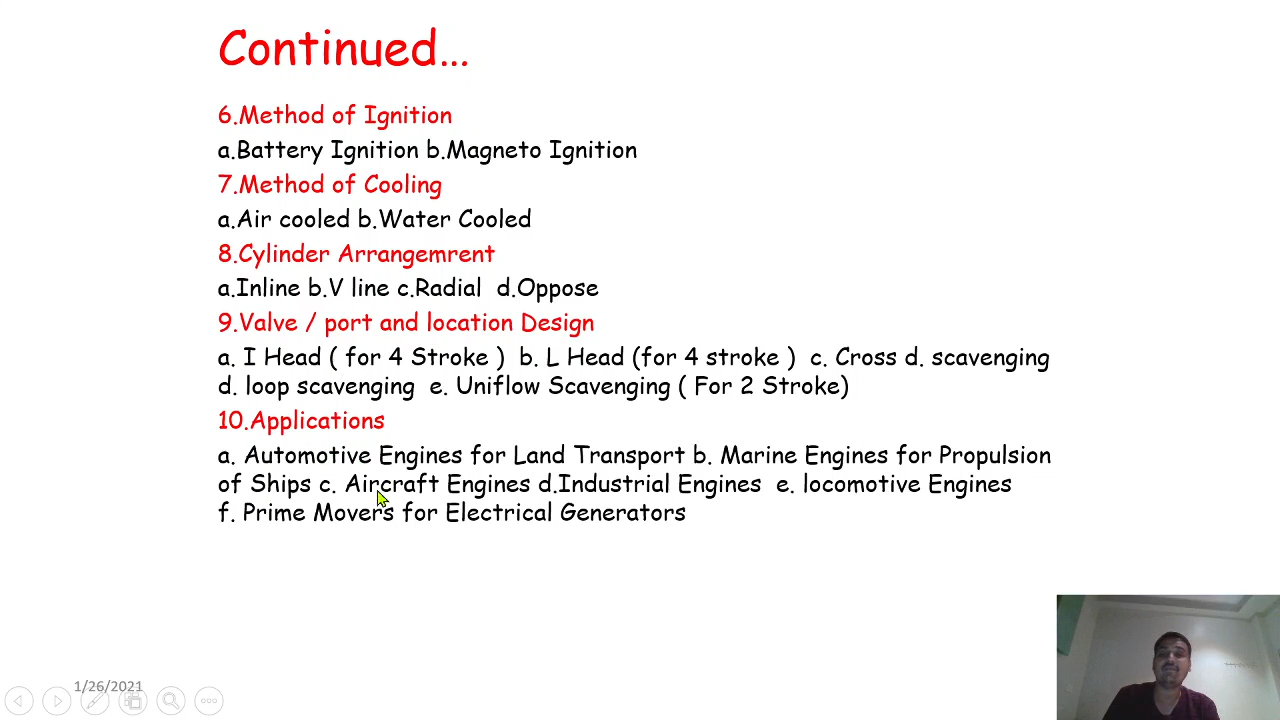 Continued...
6.Method of Ignition
a.Battery Ignition b.Magneto Ignition
7.Method of Cooling
a.Air cooled b.Water Cooled
8.Cylinder Arrangemrent
a.Inline b.V line c.Radial  d.Oppose
9.Valve / port and location Design
a. I Head ( for 4 Stroke )  b. L Head (for 4 stroke )  c. Cross d. scavenging
d. loop scavenging  e. Uniflow Scavenging ( For 2 Stroke)
10.Applications
a. Automotive Engines for Land Transport b. Marine Engines for Propulsion
of Ships c. Aircraft Engines d.Industrial Engines  e. locomotive Engines
f. Prime Movers for Electrical Generators
1/26/2021